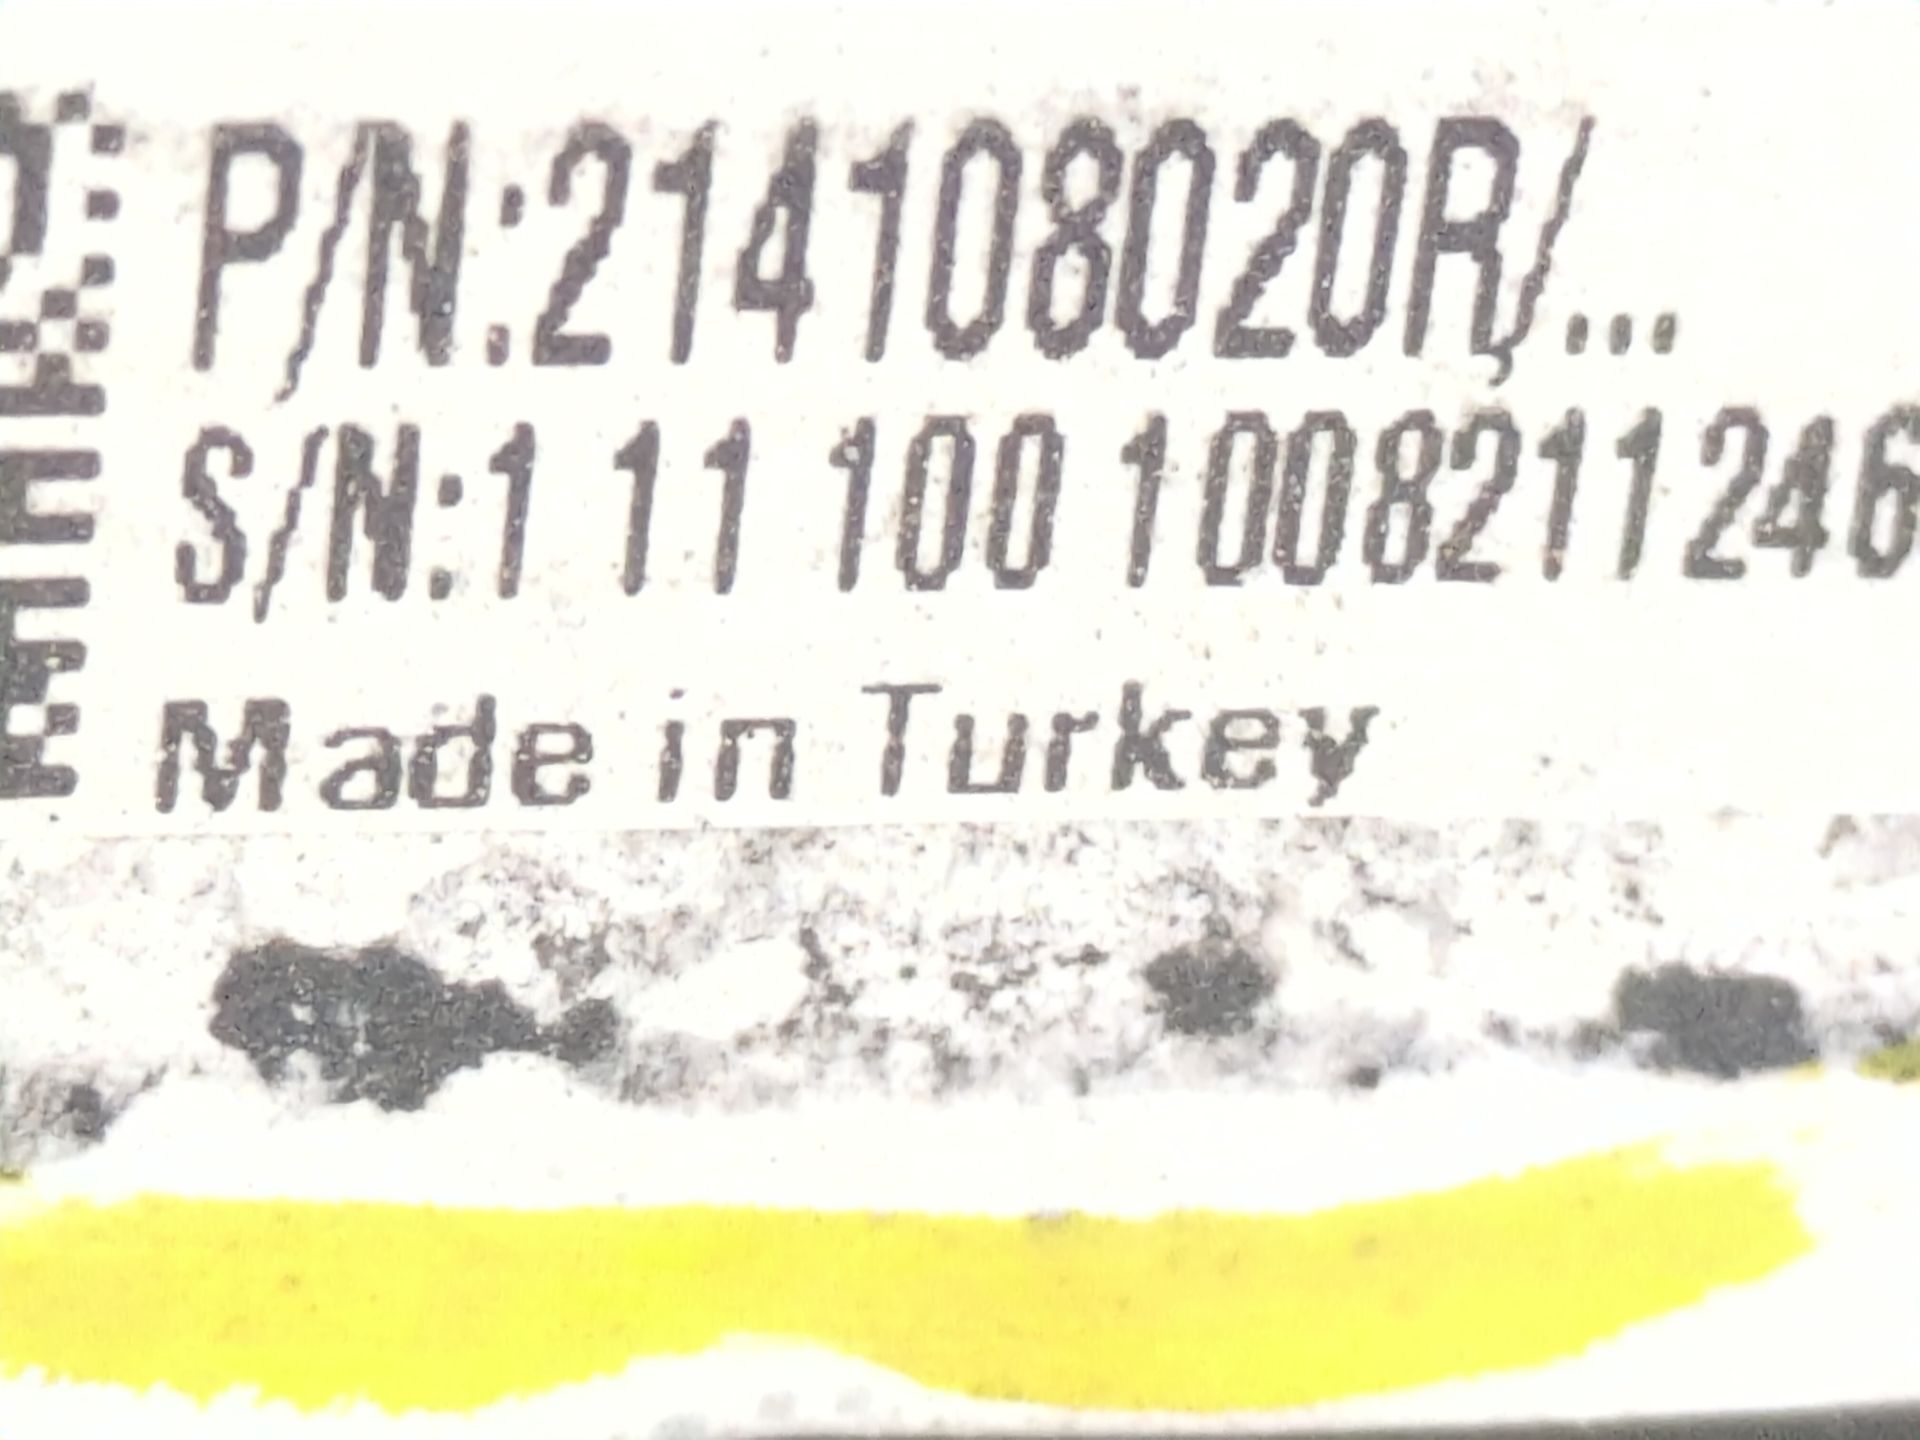 P/N:214108020R/...
S/N:1 11 100 1008211246
Made in Turkey